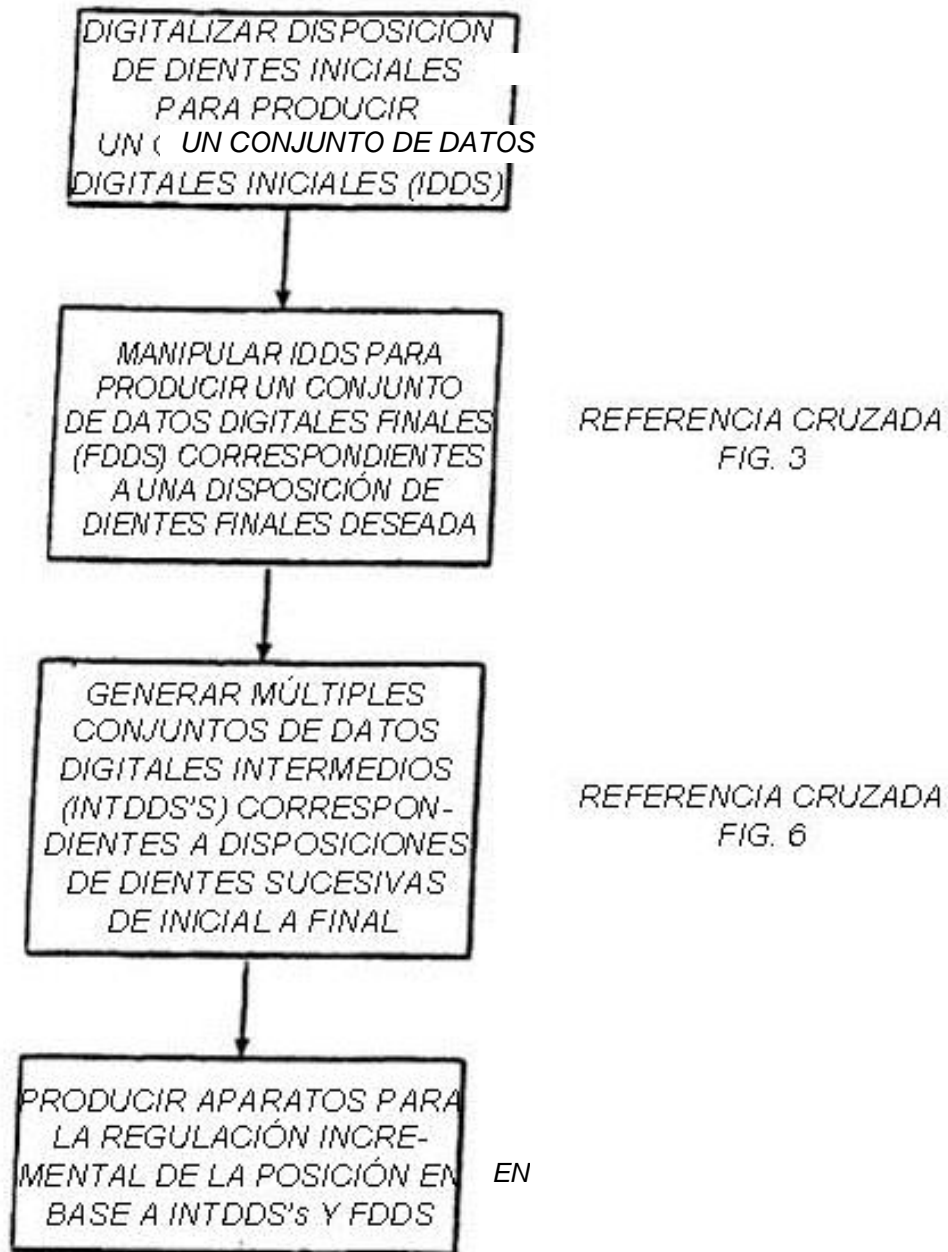 DIGITALIZAR DISPOSICIÓN
DE DIENTES INICIALES
PARA PRODUCIR
UN C UN CONJUNTO DE DATOS
DIGITALES INICIALES (IDDS)
MANIPULAR IDDS PARA
PRODUCIR UN CONJUNTO
DE DATOS DIGITALES FINALES
(FDDS) CORRESPONDIENTES
A UNA DISPOSICIÓN DE
DIENTES FINALES DESEADA
REFERENCIA CRUZADA
FIG. 3
GENERAR MÚLTIPLES
CONJUNTOS DE DATOS
DIGITALES INTERMEDIOS
(INTDDS'S) CORRESPON-
DIENTES A DISPOSICIONES
DE DIENTES SUCESIVAS
DE INICIAL A FINAL
REFERENCIA CRUZADA
FIG. 6
PRODUCIR APARATOS PARA
LA REGULACIÓN INCRE-
MENTAL DE LA POSICIÓN EN EN
BASE A INTDDS's Y FDDS